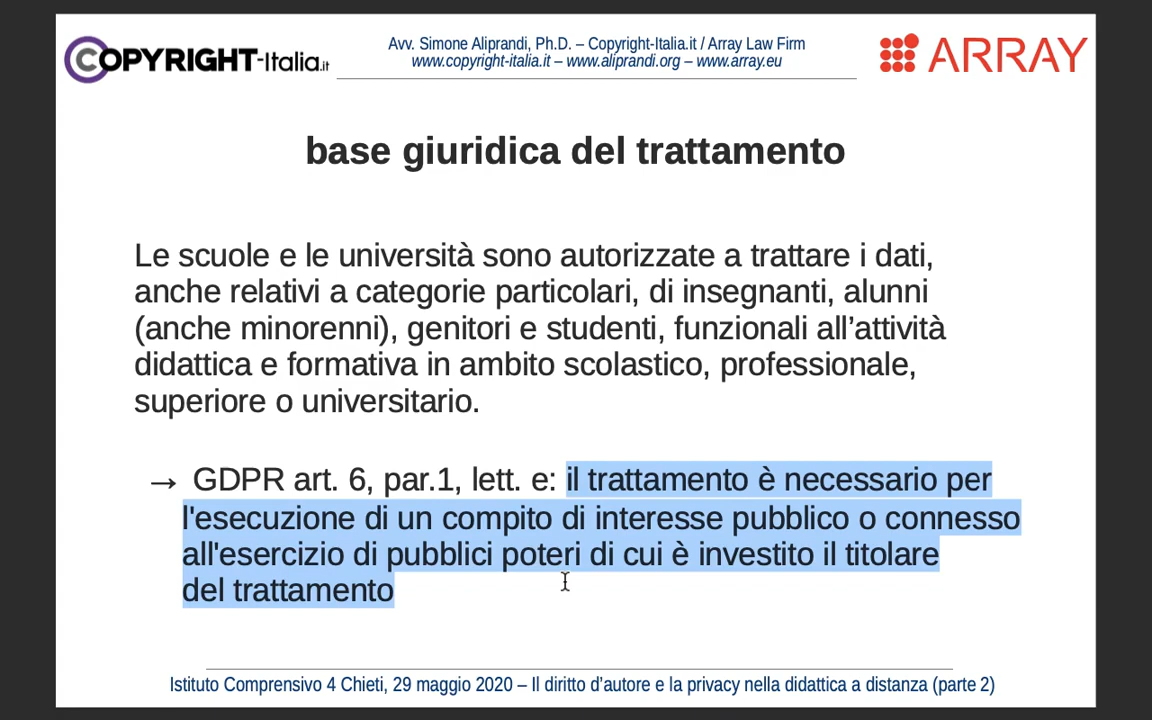 COPYRIGHT-Italia.it
Avv. Simone Aliprandi, Ph.D. – Copyright-Italia.it / Array Law Firm
www.copyright-italia.it – www.aliprandi.org – www.array.eu
ARRAY
base giuridica del trattamento
Le scuole e le università sono autorizzate a trattare i dati,
anche relativi a categorie particolari, di insegnanti, alunni
(anche minorenni), genitori e studenti, funzionali all’attività
didattica e formativa in ambito scolastico, professionale,
superiore o universitario.
→ GDPR art. 6, par.1, lett. e: il trattamento è necessario per
l'esecuzione di un compito di interesse pubblico o connesso
all'esercizio di pubblici poteri di cui è investito il titolare
del trattamento
Istituto Comprensivo 4 Chieti, 29 maggio 2020 – Il diritto d’autore e la privacy nella didattica a distanza (parte 2)